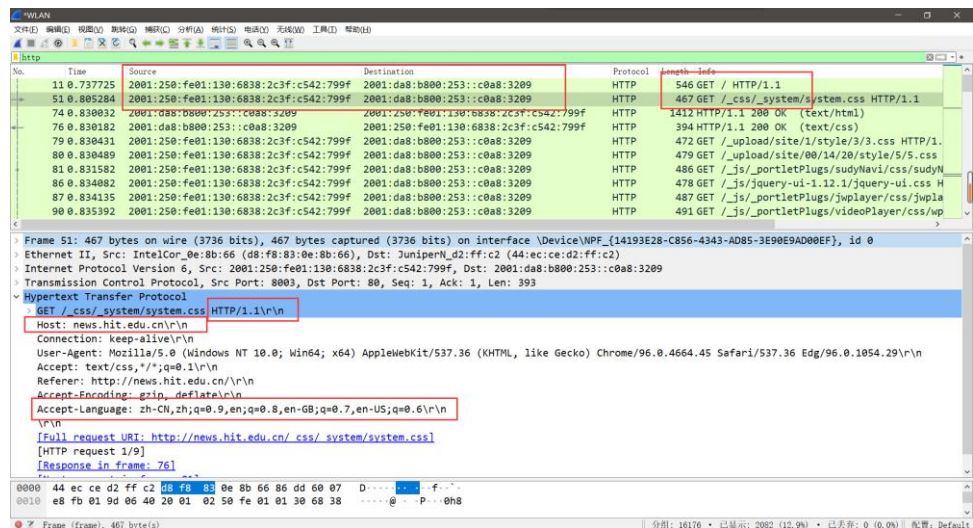 *WLAN
文件(F) 编辑(E) 视图(V) 跳转(G) 捕获(C) 分析(A) 统计(S) 电话(Y) 无线(W) 工具(T) 帮助(H)
http
No. Time Source Destination Protocol Length Info
11 0.737725 2001:250:fe01:130:6838:2c3f:c542:799f 2001:da8:b800:253::c0a8:3209 HTTP 546 GET / HTTP/1.1
51 0.805284 2001:250:fe01:130:6838:2c3f:c542:799f 2001:da8:b800:253::c0a8:3209 HTTP 467 GET /_css/_system/system.css HTTP/1.1
74 0.830032 2001:da8:b800:253::c0a8:3209 2001:250:fe01:130:6838:2c3f:c542:799f HTTP 1412 HTTP/1.1 200 OK (text/html)
76 0.830182 2001:da8:b800:253::c0a8:3209 2001:250:fe01:130:6838:2c3f:c542:799f HTTP 394 HTTP/1.1 200 OK (text/css)
79 0.830431 2001:250:fe01:130:6838:2c3f:c542:799f 2001:da8:b800:253::c0a8:3209 HTTP 472 GET /_upload/site/1/style/3/3.css HTTP/1.
80 0.830489 2001:250:fe01:130:6838:2c3f:c542:799f 2001:da8:b800:253::c0a8:3209 HTTP 479 GET /_upload/site/00/14/20/style/5/5.css
81 0.831582 2001:250:fe01:130:6838:2c3f:c542:799f 2001:da8:b800:253::c0a8:3209 HTTP 486 GET /_js/_portletPlugs/sudyNavi/css/sudyN
86 0.834082 2001:250:fe01:130:6838:2c3f:c542:799f 2001:da8:b800:253::c0a8:3209 HTTP 478 GET /_js/jquery-ui-1.12.1/jquery-ui.css H
87 0.834135 2001:250:fe01:130:6838:2c3f:c542:799f 2001:da8:b800:253::c0a8:3209 HTTP 487 GET /_js/_portletPlugs/jwplayer/css/jwpla
90 0.835392 2001:250:fe01:130:6838:2c3f:c542:799f 2001:da8:b800:253::c0a8:3209 HTTP 491 GET /_js/_portletPlugs/videoPlayer/css/wp
Frame 51: 467 bytes on wire (3736 bits), 467 bytes captured (3736 bits) on interface \Device\NPF_{14193E28-C856-4343-AD85-3E90E9AD00EF}, id 0
Ethernet II, Src: IntelCor_0e:8b:66 (d8:f8:83:0e:8b:66), Dst: JuniperN_d2:ff:c2 (44:ec:ce:d2:ff:c2)
Internet Protocol Version 6, Src: 2001:250:fe01:130:6838:2c3f:c542:799f, Dst: 2001:da8:b800:253::c0a8:3209
Transmission Control Protocol, Src Port: 8003, Dst Port: 80, Seq: 1, Ack: 1, Len: 393
Hypertext Transfer Protocol
GET /_css/_system/system.css HTTP/1.1\r\n
Host: news.hit.edu.cn\r\n
Connection: keep-alive\r\n
User-Agent: Mozilla/5.0 (Windows NT 10.0; Win64; x64) AppleWebKit/537.36 (KHTML, like Gecko) Chrome/96.0.4664.45 Safari/537.36 Edg/96.0.1054.29\r\n
Accept: text/css,*/*;q=0.1\r\n
Referer: http://news.hit.edu.cn/\r\n
Accept-Encoding: gzip, deflate\r\n
Accept-Language: zh-CN,zh;q=0.9,en;q=0.8,en-GB;q=0.7,en-US;q=0.6\r\n
\r\n
[Full request URI: http://news.hit.edu.cn/_css/_system/system.css]
[HTTP request 1/9]
[Response in frame: 76]
0000 44 ec ce d2 ff c2 d8 f8 83 0e 8b 66 86 dd 60 07 D·······f··`·
0010 e8 fb 01 9d 06 40 20 01 02 50 fe 01 01 30 68 38 ·····@ ··P···0h8
Frame (frame), 467 byte(s) 分组: 16176 · 已显示: 2082 (12.9%) · 已丢弃: 0 (0.0%) 配置: Default